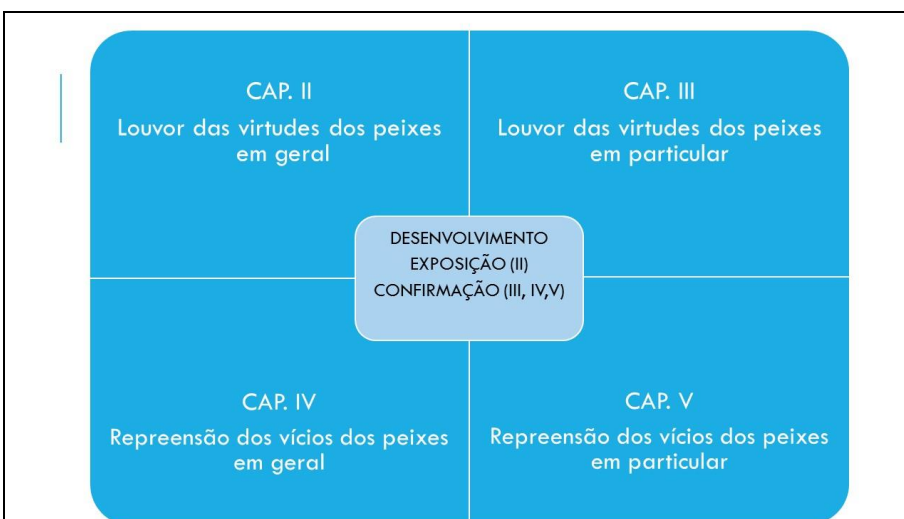 CAP. II
Louvor das virtudes dos peixes
em geral
CAP. III
Louvor das virtudes dos peixes
em particular
DESENVOLVIMENTO
EXPOSIÇÃO (II)
CONFIRMAÇÃO (III, IV,V)
CAP. IV
Repreensão dos vícios dos peixes
em geral
CAP. V
Repreensão dos vícios dos peixes
em particular